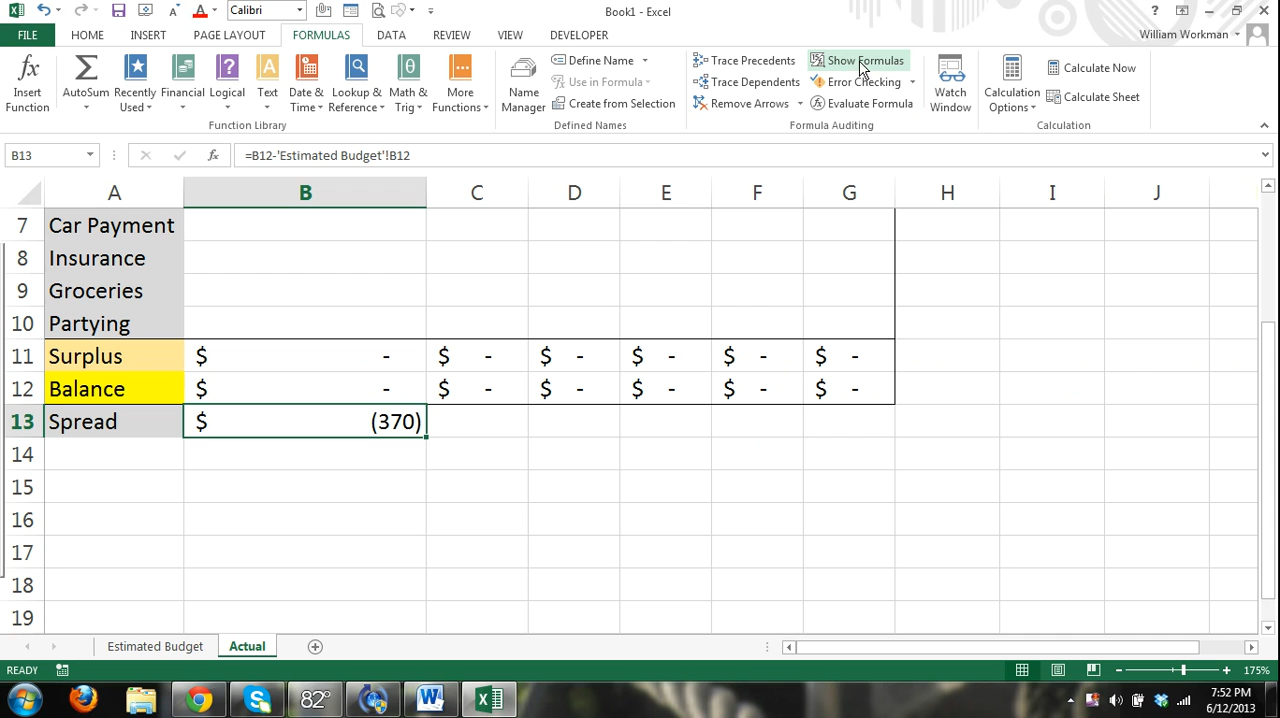 Calibri
Book1 - Excel
?
FILE HOME INSERT PAGE LAYOUT FORMULAS DATA REVIEW VIEW DEVELOPER
William Workman
Insert Function
AutoSum
Recently Used
Financial
Logical
Text
Date & Time
Lookup & Reference
Math & Trig
More Functions
Function Library
Name Manager
Define Name
Use in Formula
Create from Selection
Defined Names
Trace Precedents
Trace Dependents
Remove Arrows
Show Formulas
Error Checking
Evaluate Formula
Formula Auditing
Watch Window
Calculation Options
Calculate Now
Calculate Sheet
Calculation
B13 fx =B12-'Estimated Budget'!B12
A B C D E F G H I J
7 Car Payment
8 Insurance
9 Groceries
10 Partying
11 Surplus $ - $ - $ - $ - $ - $ -
12 Balance $ - $ - $ - $ - $ - $ -
13 Spread $ (370)
14
15
16
17
18
19
Estimated Budget Actual
READY 175%
82°
7:52 PM
6/12/2013